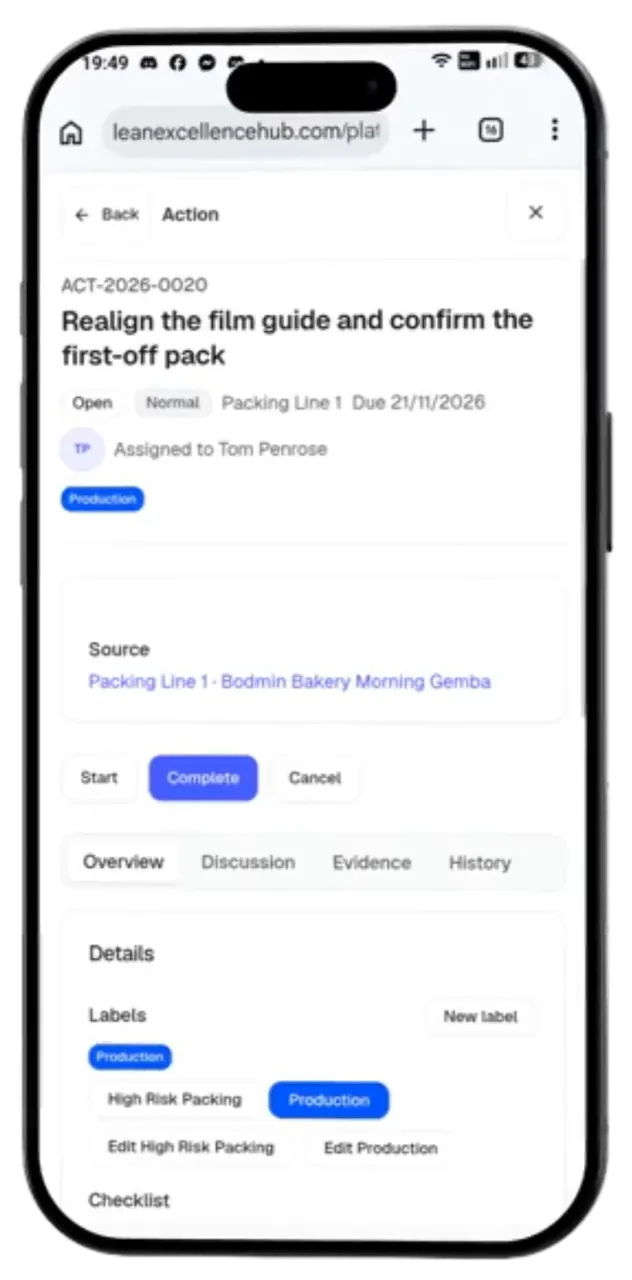 19:49
leanexcellencehub.com/plat
16
← Back Action
ACT-2026-0020
Realign the film guide and confirm the
first-off pack
Open Normal Packing Line 1 Due 21/11/2026
TP Assigned to Tom Penrose
Production
Source
Packing Line 1 · Bodmin Bakery Morning Gemba
Start Complete Cancel
Overview Discussion Evidence History
Details
Labels New label
Production
High Risk Packing Production
Edit High Risk Packing Edit Production
Checklist